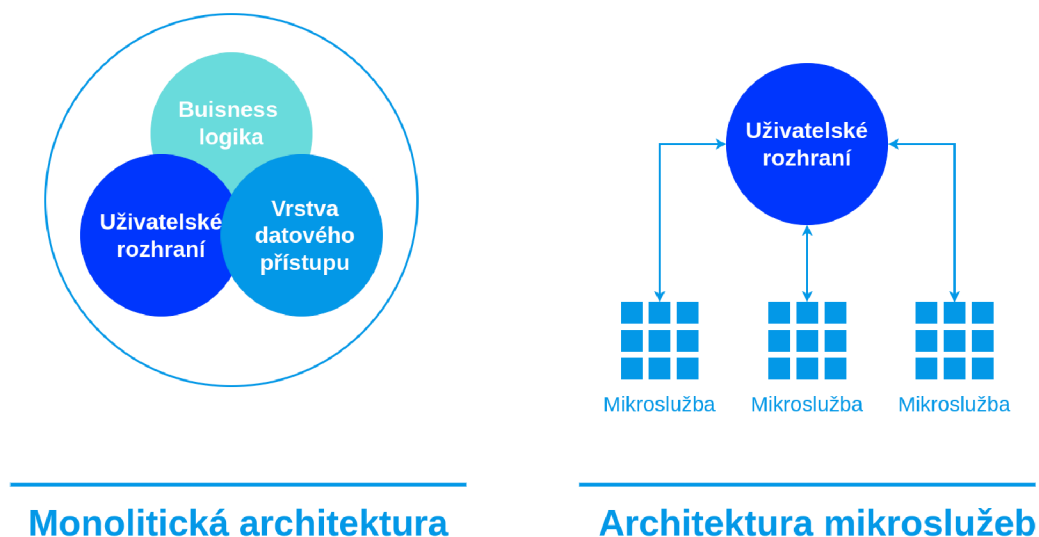 Buisness
logika
Uživatelské
rozhraní
Vrstva
datového
přístupu
Monolitická architektura
Uživatelské
rozhraní
Mikroslužba
Mikroslužba
Mikroslužba
Architektura mikroslužeb